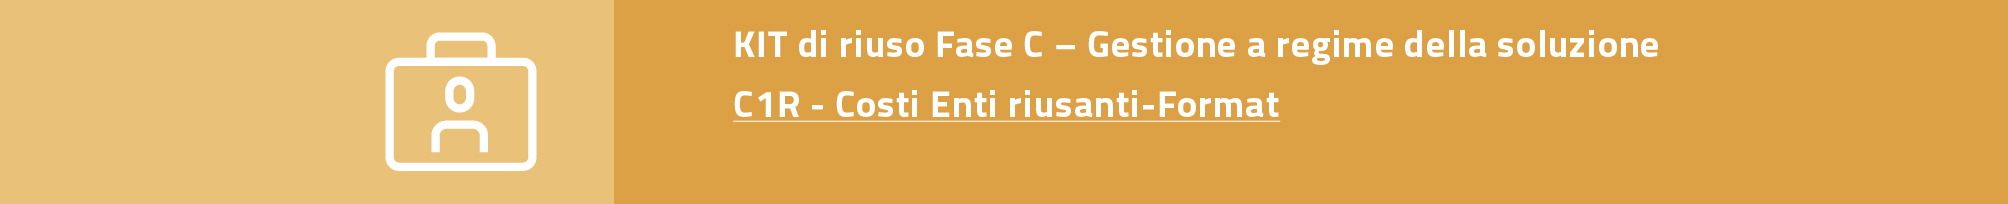 KIT di riuso Fase C – Gestione a regime della soluzione
C1R - Costi Enti riusanti-Format